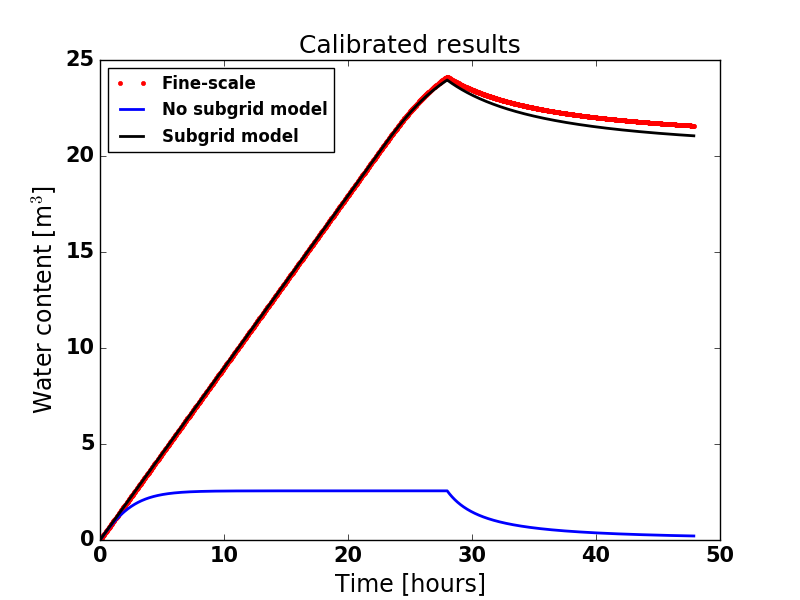 Calibrated results
Fine-scale
No subgrid model
Subgrid model
25
20
15
10
5
0
Water content [m³]
0 10 20 30 40 50
Time [hours]